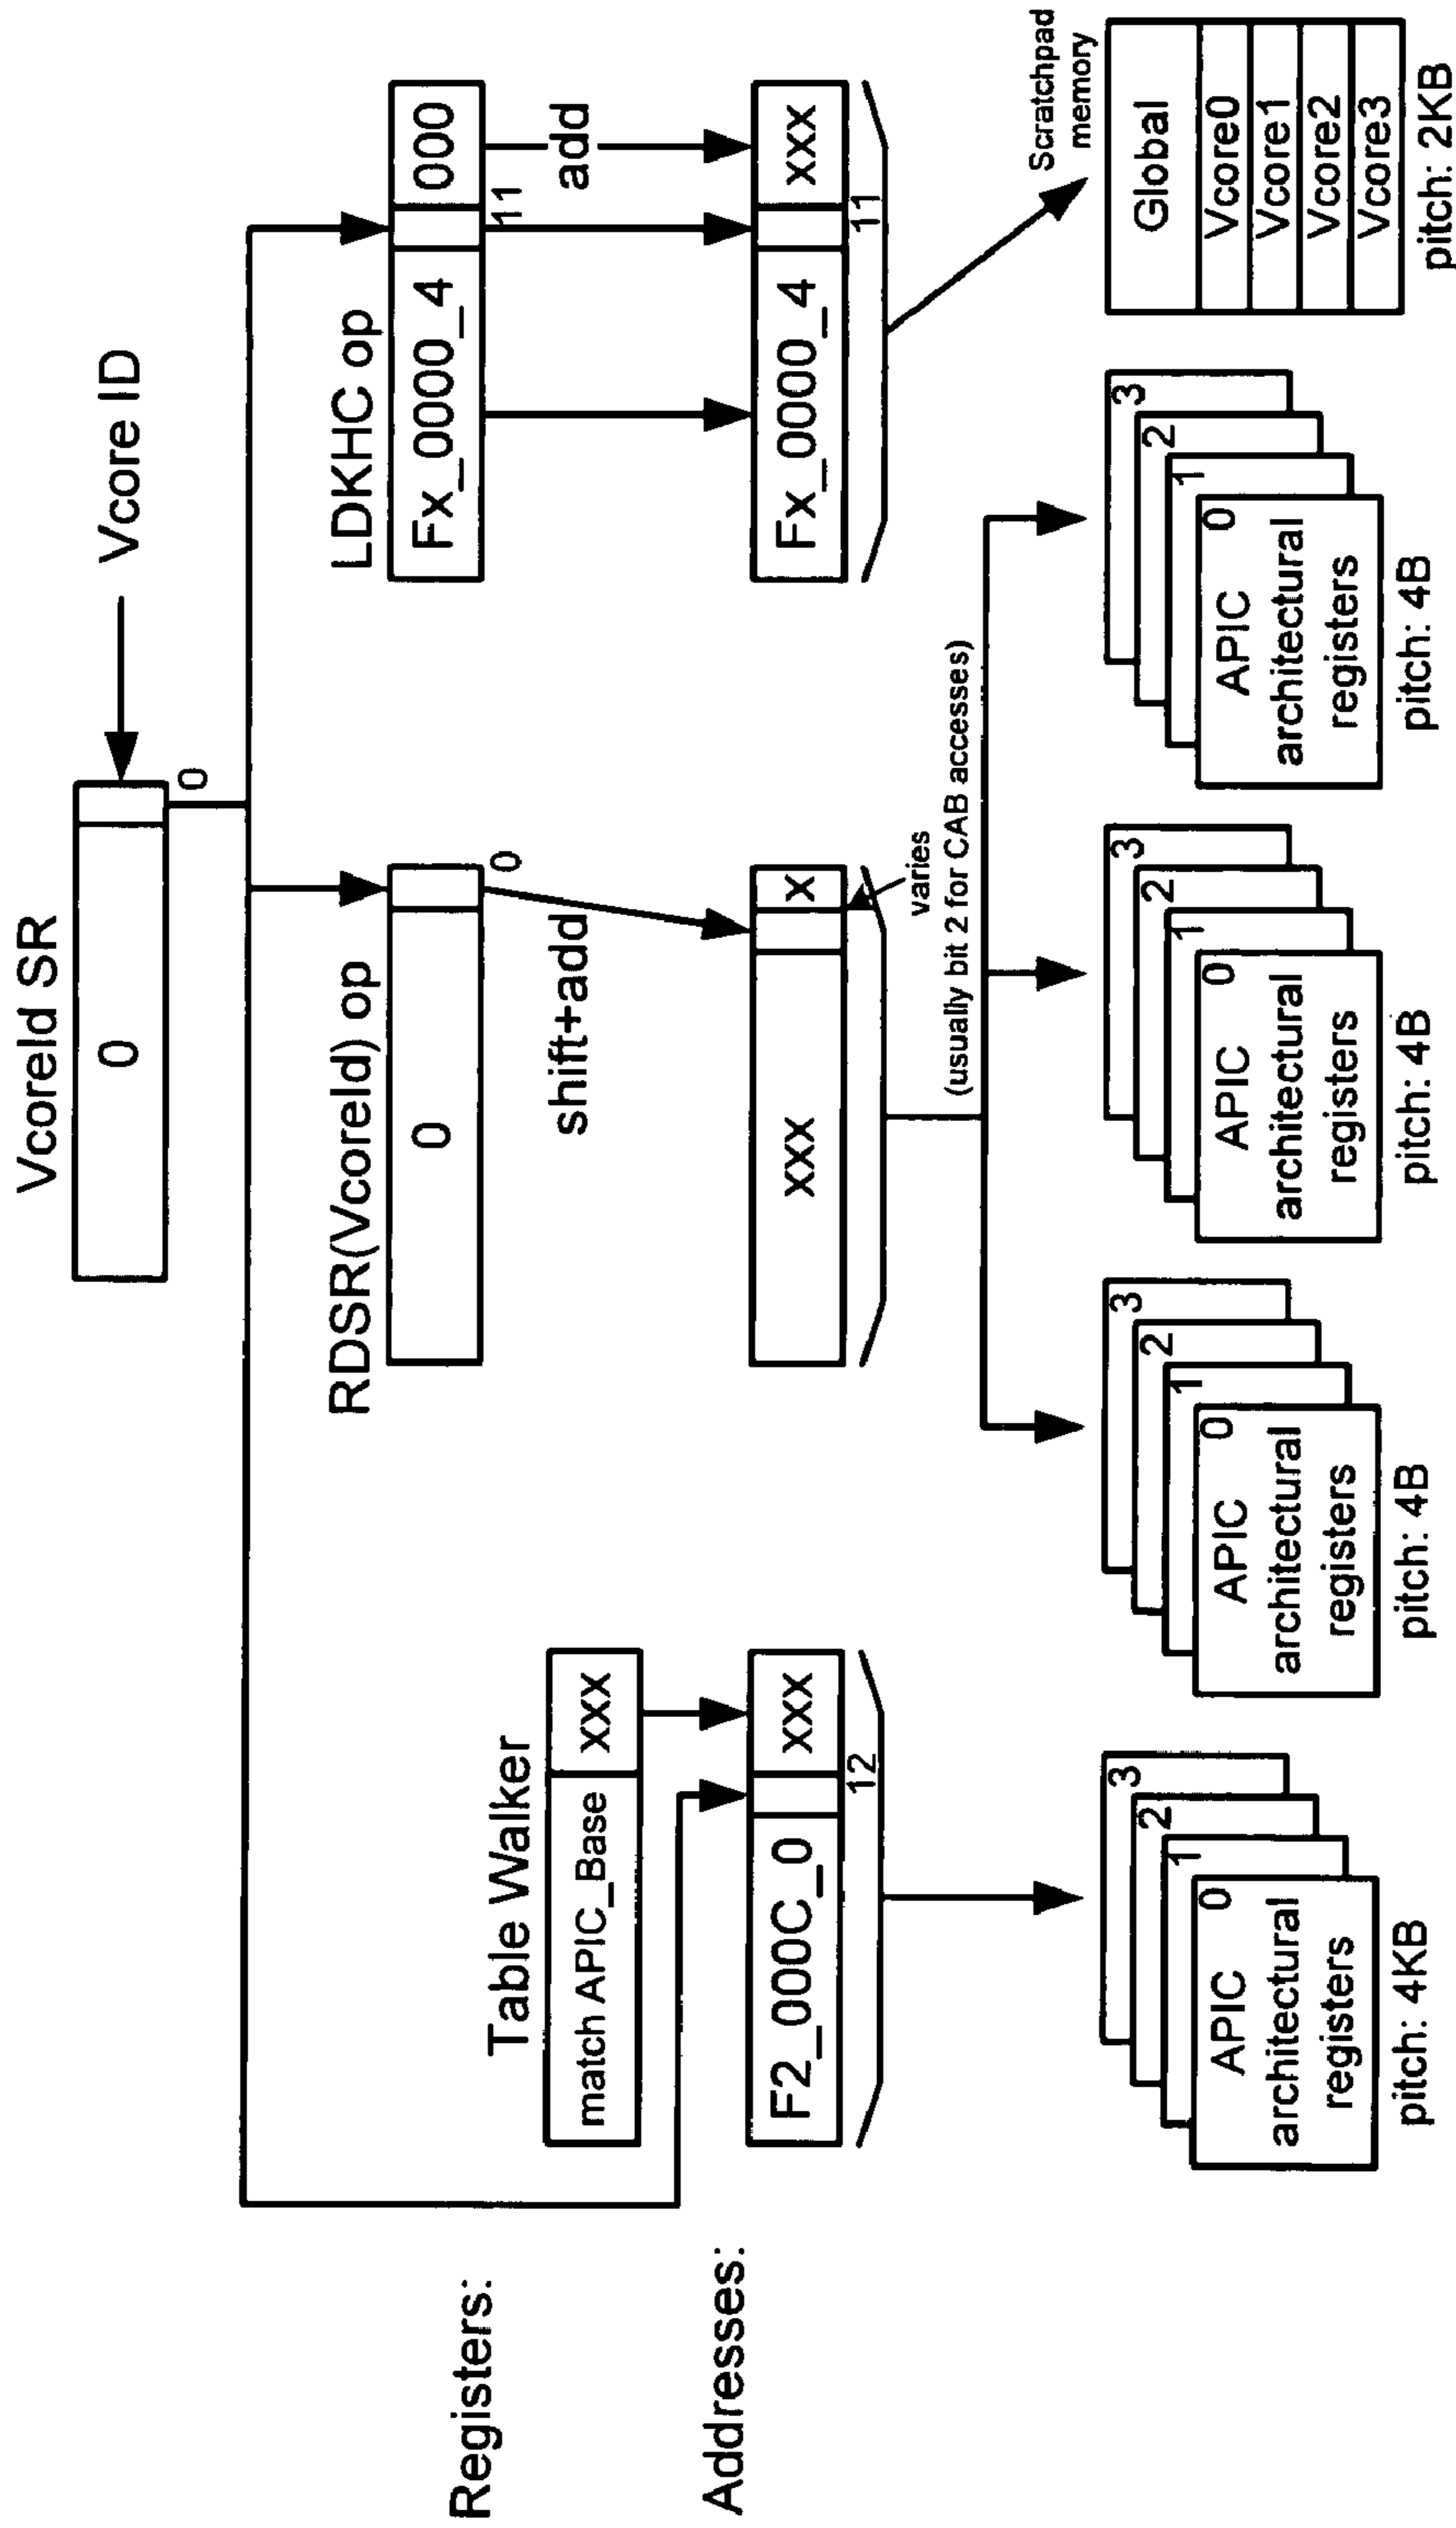 VcoreId SR
0
0
Vcore ID
Registers:
Table Walker
match APIC_Base
xxx
RDSR(VcoreId) op
0
0
shift+add
LDKHC op
Fx_0000_4
000
11
add
Addresses:
F2_000C_0
xxx
12
xxx
x
varies
(usually bit 2 for CAB accesses)
Fx_0000_4
xxx
11
Scratchpad
memory
3
2
1
0
APIC
architectural
registers
pitch: 4KB
3
2
1
0
APIC
architectural
registers
pitch: 4B
3
2
1
0
APIC
architectural
registers
pitch: 4B
3
2
1
0
APIC
architectural
registers
pitch: 4B
Global
Vcore0
Vcore1
Vcore2
Vcore3
pitch: 2KB